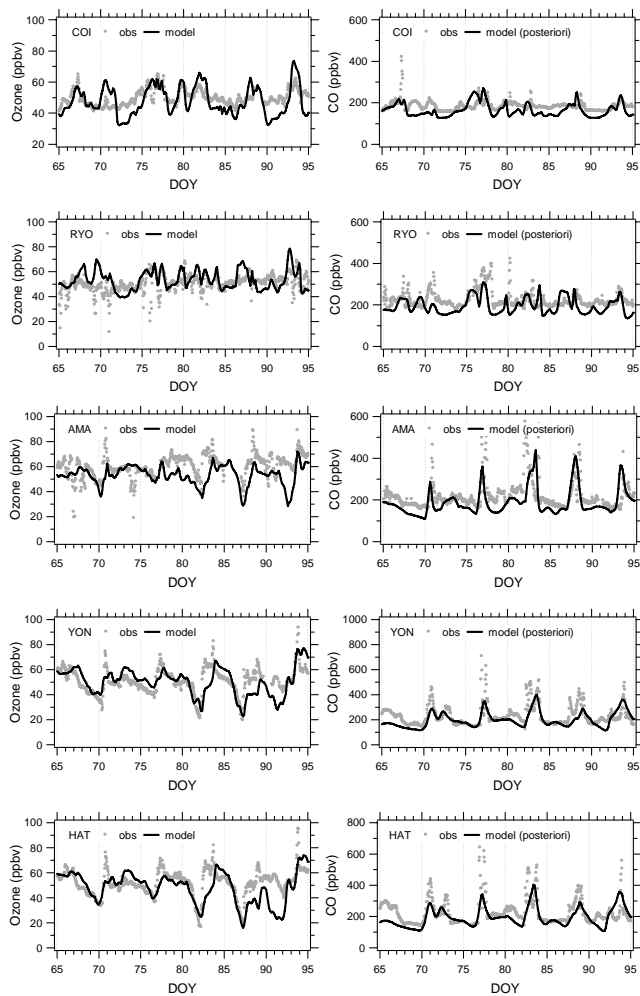 COI obs model
Ozone (ppbv)
100
80
60
40
20
65 70 75 80 85 90 95
DOY
COI obs model (posteriori)
CO (ppbv)
600
400
200
0
65 70 75 80 85 90 95
DOY
RYO obs model
Ozone (ppbv)
100
80
60
40
20
0
65 70 75 80 85 90 95
DOY
RYO obs model (posteriori)
CO (ppbv)
600
400
200
0
65 70 75 80 85 90 95
DOY
AMA obs model
Ozone (ppbv)
100
80
60
40
20
0
65 70 75 80 85 90 95
DOY
AMA obs model (posteriori)
CO (ppbv)
600
400
200
0
65 70 75 80 85 90 95
DOY
YON obs model
Ozone (ppbv)
100
80
60
40
20
0
65 70 75 80 85 90 95
DOY
YON obs model (posteriori)
CO (ppbv)
1000
800
600
400
200
0
65 70 75 80 85 90 95
DOY
HAT obs model
Ozone (ppbv)
100
80
60
40
20
0
65 70 75 80 85 90 95
DOY
HAT obs model (posteriori)
CO (ppbv)
800
600
400
200
0
65 70 75 80 85 90 95
DOY